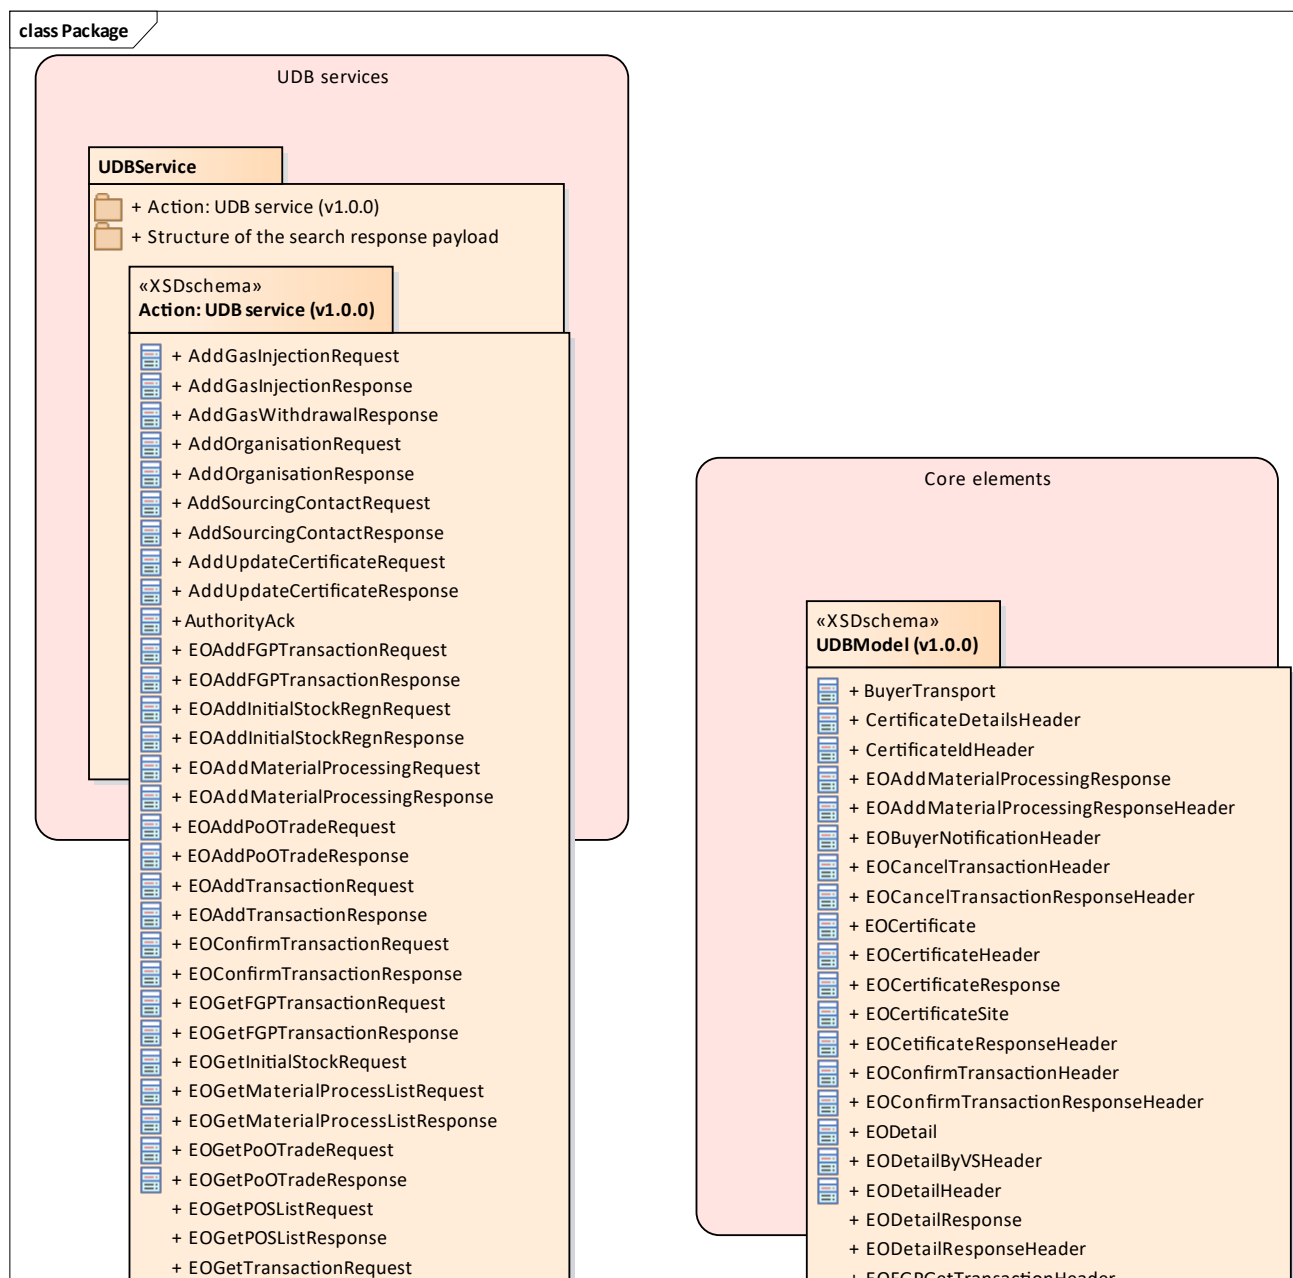 class Package
UDB services
UDBService
+ Action: UDB service (v1.0.0)
+ Structure of the search response payload
«XSDschema»
Action: UDB service (v1.0.0)
+ AddGasInjectionRequest
+ AddGasInjectionResponse
+ AddGasWithdrawalResponse
+ AddOrganisationRequest
+ AddOrganisationResponse
+ AddSourcingContactRequest
+ AddSourcingContactResponse
+ AddUpdateCertificateRequest
+ AddUpdateCertificateResponse
+ AuthorityAck
+ EOAddFGPTransactionRequest
+ EOAddFGPTransactionResponse
+ EOAddInitialStockRegnRequest
+ EOAddInitialStockRegnResponse
+ EOAddMaterialProcessingRequest
+ EOAddMaterialProcessingResponse
+ EOAddPoOTradeRequest
+ EOAddPoOTradeResponse
+ EOAddTransactionRequest
+ EOAddTransactionResponse
+ EOConfirmTransactionRequest
+ EOConfirmTransactionResponse
+ EOGetFGPTransactionRequest
+ EOGetFGPTransactionResponse
+ EOGetInitialStockRequest
+ EOGetMaterialProcessListRequest
+ EOGetMaterialProcessListResponse
+ EOGetPoOTradeRequest
+ EOGetPoOTradeResponse
+ EOGetPOSListRequest
+ EOGetPOSListResponse
+ EOGetTransactionRequest
Core elements
«XSDschema»
UDBModel (v1.0.0)
+ BuyerTransport
+ CertificateDetailsHeader
+ CertificateIdHeader
+ EOAddMaterialProcessingResponse
+ EOAddMaterialProcessingResponseHeader
+ EOBuyerNotificationHeader
+ EOCancelTransactionHeader
+ EOCancelTransactionResponseHeader
+ EOCertificate
+ EOCertificateHeader
+ EOCertificateResponse
+ EOCertificateSite
+ EOCetificateResponseHeader
+ EOConfirmTransactionHeader
+ EOConfirmTransactionResponseHeader
+ EODetail
+ EODetailByVSHeader
+ EODetailHeader
+ EODetailResponse
+ EODetailResponseHeader
+ EOFGPGetTransactionHeader